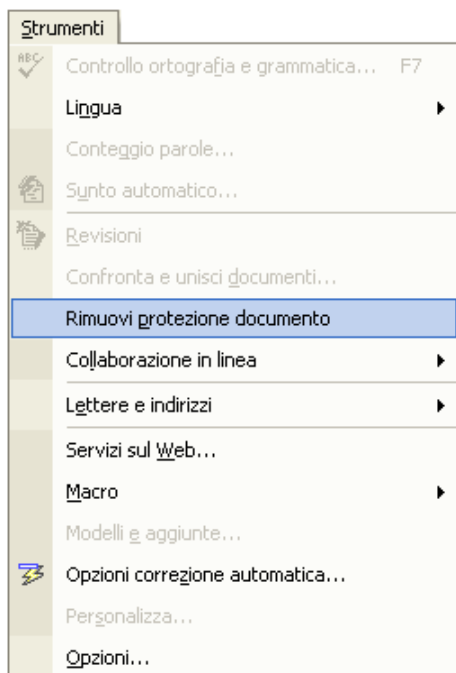 Strumenti
ABC
Controllo ortografia e grammatica... F7
Lingua
Conteggio parole...
Sunto automatico...
Revisioni
Confronta e unisci documenti...
Rimuovi protezione documento
Collaborazione in linea
Lettere e indirizzi
Servizi sul Web...
Macro
Modelli e aggiunte...
Opzioni correzione automatica...
Personalizza...
Opzioni...